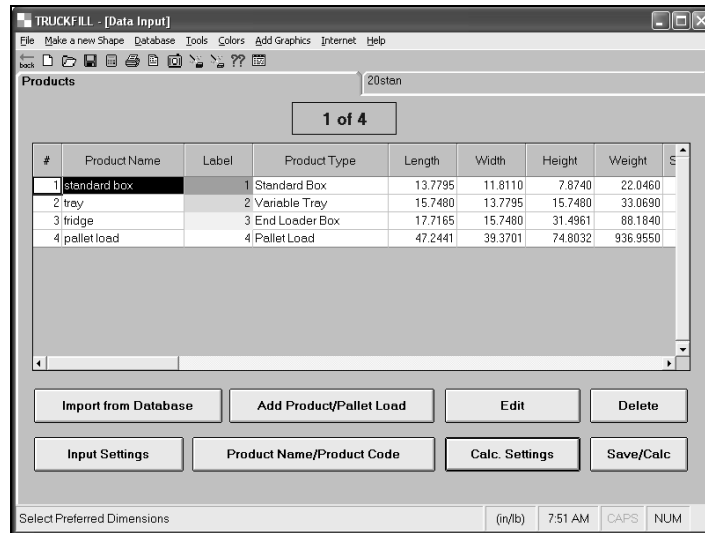 TRUCKFILL - [Data Input]
File Make a new Shape Database Tools Colors Add Graphics Internet Help
back ??
Products 20stan
1 of 4
# Product Name Label Product Type Length Width Height Weight S
1 standard box 1 Standard Box 13.7795 11.8110 7.8740 22.0460
2 tray 2 Variable Tray 15.7480 13.7795 15.7480 33.0690
3 fridge 3 End Loader Box 17.7165 15.7480 31.4961 88.1840
4 pallet load 4 Pallet Load 47.2441 39.3701 74.8032 936.9550
Import from Database Add Product/Pallet Load Edit Delete
Input Settings Product Name/Product Code Calc. Settings Save/Calc
Select Preferred Dimensions (in/lb) 7:51 AM CAPS NUM